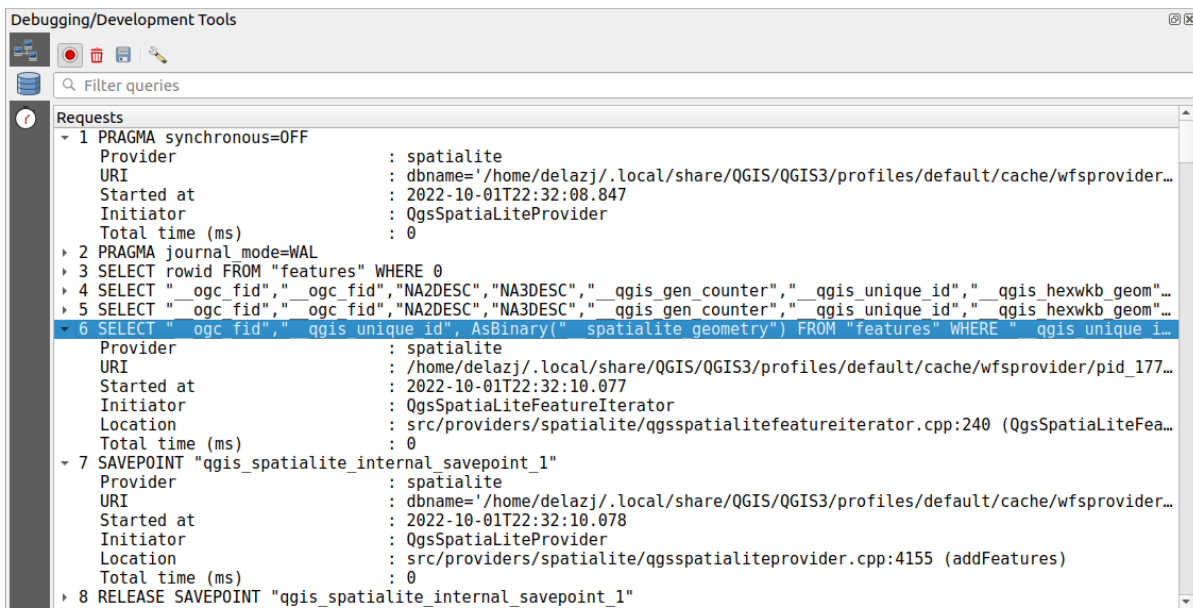 Debugging/Development Tools
Filter queries
Requests
1 PRAGMA synchronous=OFF
Provider : spatialite
URI : dbname='/home/delazj/.local/share/QGIS/QGIS3/profiles/default/cache/wfsprovider…
Started at : 2022-10-01T22:32:08.847
Initiator : QgsSpatiaLiteProvider
Total time (ms) : 0
2 PRAGMA journal_mode=WAL
3 SELECT rowid FROM "features" WHERE 0
4 SELECT "__ogc_fid","__ogc_fid","NA2DESC","NA3DESC","__qgis_gen_counter","__qgis_unique_id","__qgis_hexwkb_geom"…
5 SELECT "__ogc_fid","__ogc_fid","NA2DESC","NA3DESC","__qgis_gen_counter","__qgis_unique_id","__qgis_hexwkb_geom"…
6 SELECT "__ogc_fid","__qgis_unique_id", AsBinary("__spatialite_geometry") FROM "features" WHERE "__qgis_unique_i…
Provider : spatialite
URI : /home/delazj/.local/share/QGIS/QGIS3/profiles/default/cache/wfsprovider/pid_177…
Started at : 2022-10-01T22:32:10.077
Initiator : QgsSpatiaLiteFeatureIterator
Location : src/providers/spatialite/qgsspatialitefeatureiterator.cpp:240 (QgsSpatiaLiteFea…
Total time (ms) : 0
7 SAVEPOINT "qgis_spatialite_internal_savepoint_1"
Provider : spatialite
URI : dbname='/home/delazj/.local/share/QGIS/QGIS3/profiles/default/cache/wfsprovider…
Started at : 2022-10-01T22:32:10.078
Initiator : QgsSpatiaLiteProvider
Location : src/providers/spatialite/qgsspatialiteprovider.cpp:4155 (addFeatures)
Total time (ms) : 0
8 RELEASE SAVEPOINT "qgis_spatialite_internal_savepoint_1"